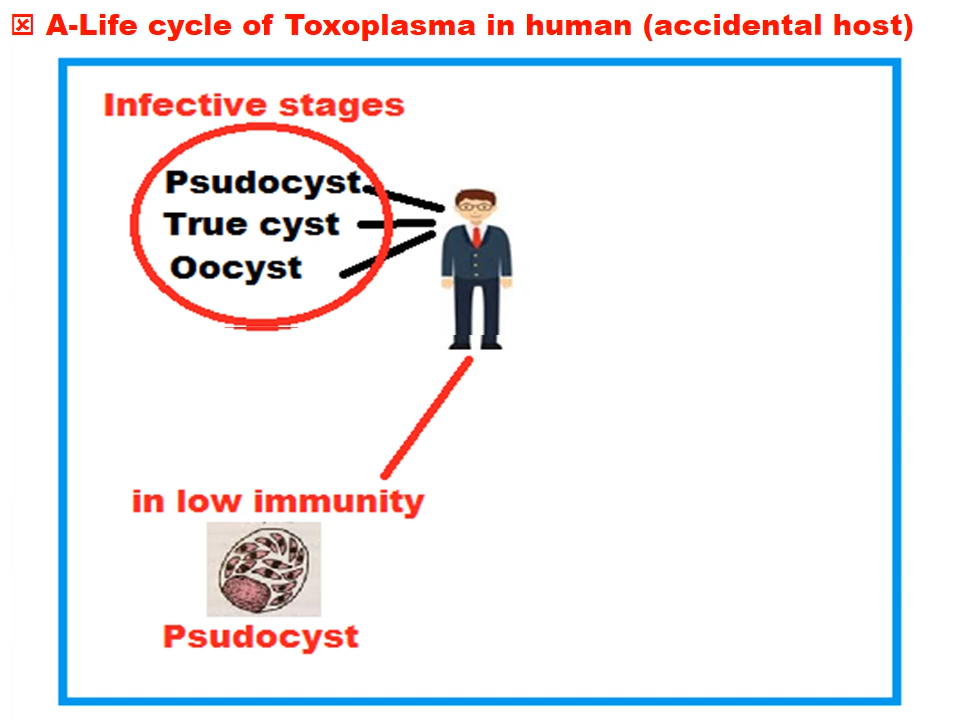 A-Life cycle of Toxoplasma in human (accidental host)
Infective stages
Psudocyst
True cyst
Oocyst
in low immunity
Psudocyst